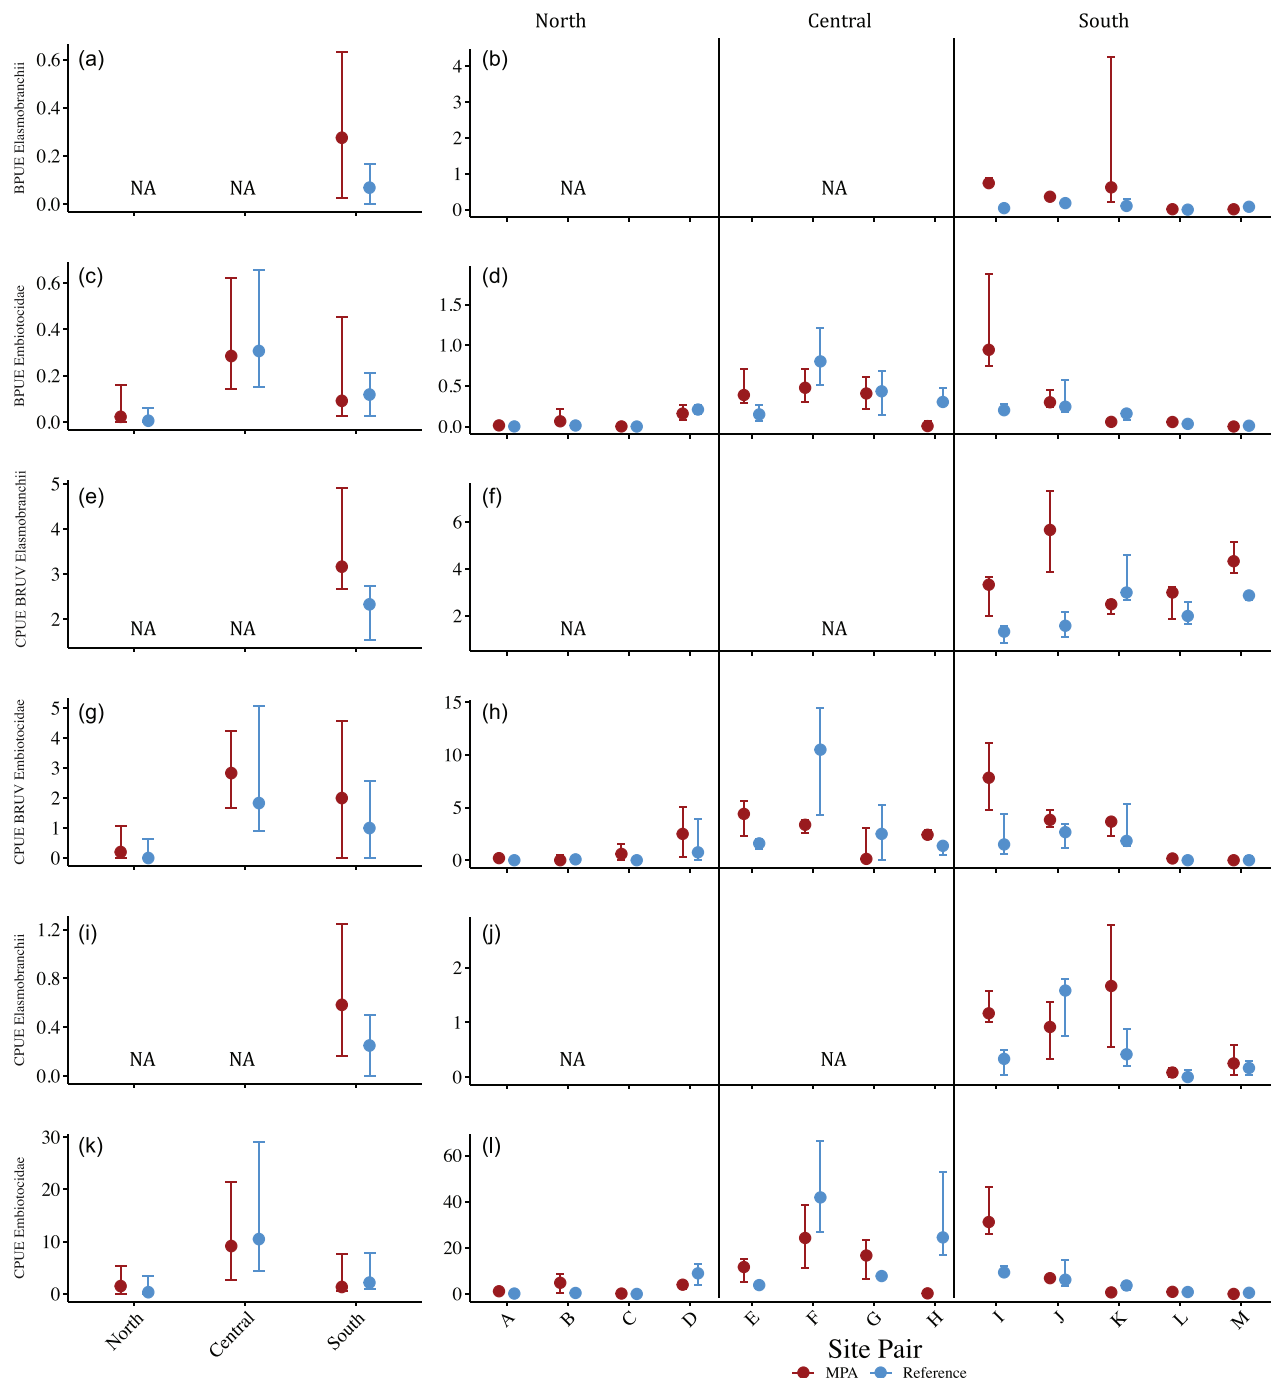 North Central South
(a) (b)
BPUE Elasmobranchii
0.6
0.4
0.2
0.0
NA NA
4
3
2
1
0
NA NA
(c) (d)
BPUE Embiotocidae
0.6
0.4
0.2
0.0
1.5
1.0
0.5
0.0
(e) (f)
CPUE BRUV Elasmobranchii
5
4
3
2
NA NA
6
4
2
NA NA
(g) (h)
CPUE BRUV Embiotocidae
5
4
3
2
1
0
15
10
5
0
(i) (j)
CPUE Elasmobranchii
1.2
0.8
0.4
0.0
NA NA
2
1
0
NA NA
(k) (l)
CPUE Embiotocidae
30
20
10
0
60
40
20
0
North Central South
A B C D E F G H I J K L M
Site Pair
MPA Reference